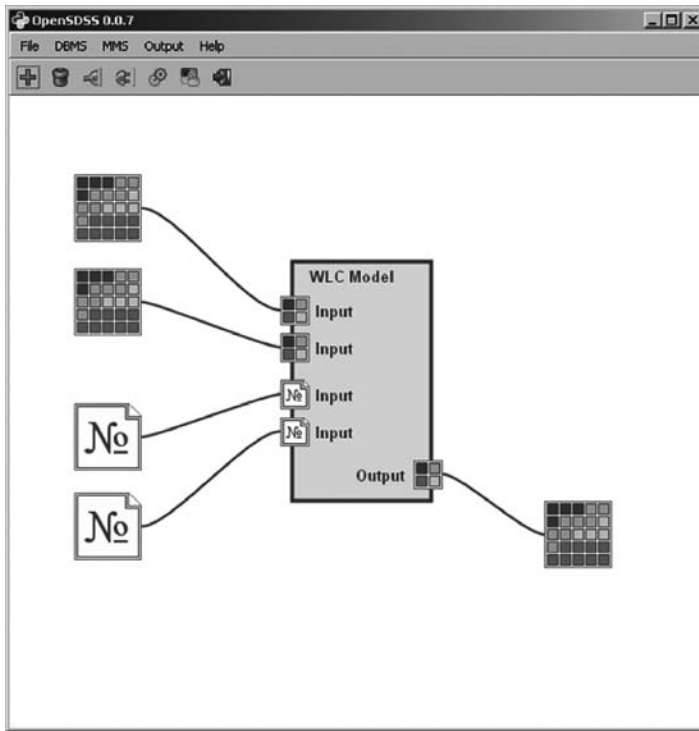 OpenSDSS 0.0.7
File DBMS MMS Output Help
WLC Model
Input
Input
№ Input
№ Input
Output
№
№